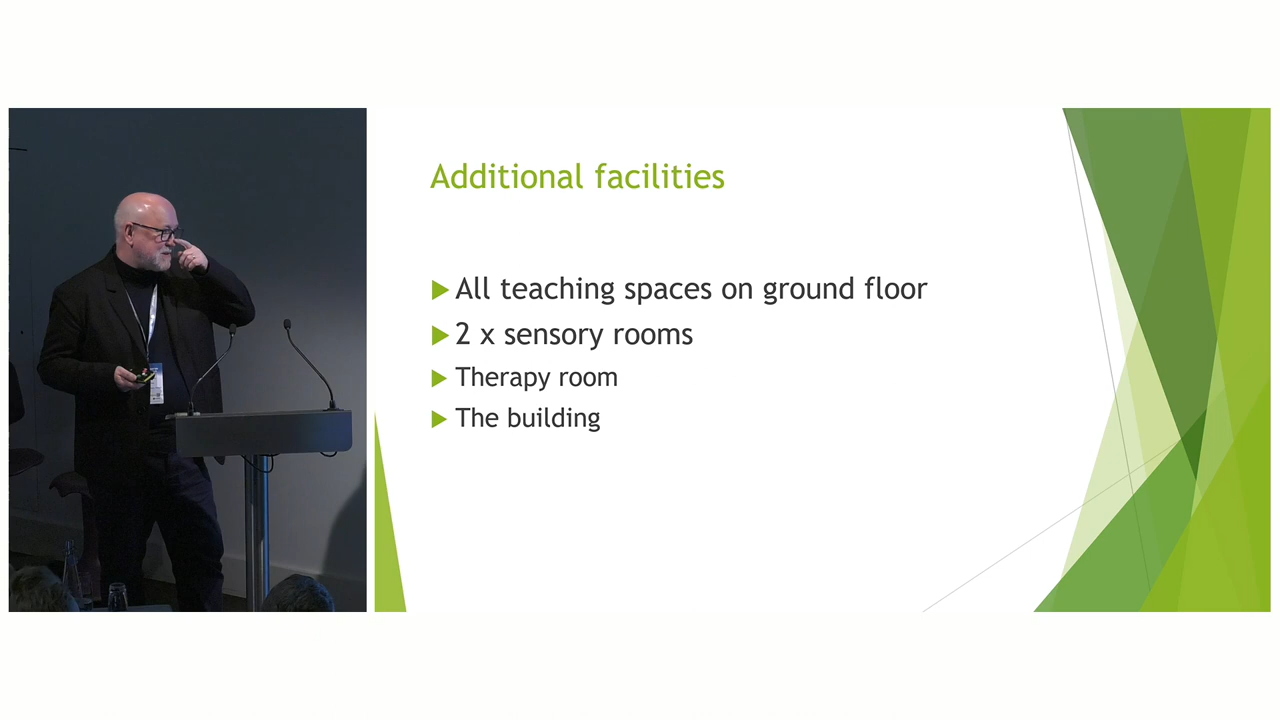 Additional facilities
All teaching spaces on ground floor
2 x sensory rooms
Therapy room
The building